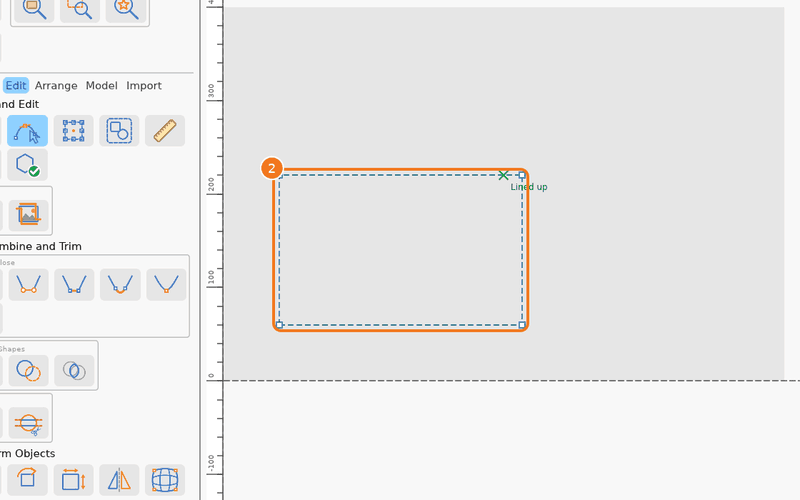 Edit Arrange Model Import
and Edit
mbine and Trim
lose
Shapes
rm Objects
300
200
100
0
-100
2
Lined up